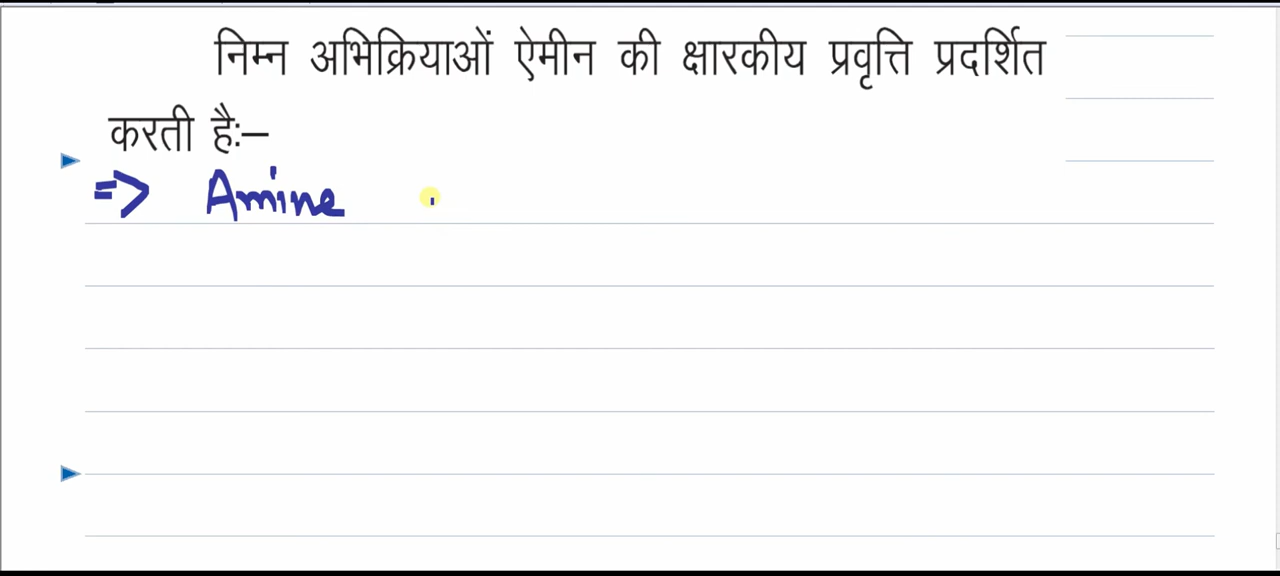 निम्न अभिक्रियाओं ऐमीन की क्षारकीय प्रवृत्ति प्रदर्शित
करती है:–
=> Amine